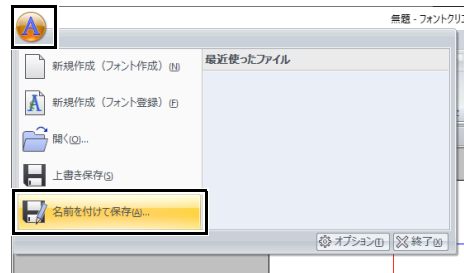 無題 - フォントクリ
新規作成（フォント作成）(N)
最近使ったファイル
新規作成（フォント登録）(F)
開く(O)...
上書き保存(S)
名前を付けて保存(A)...
オプション(I) 終了(X)